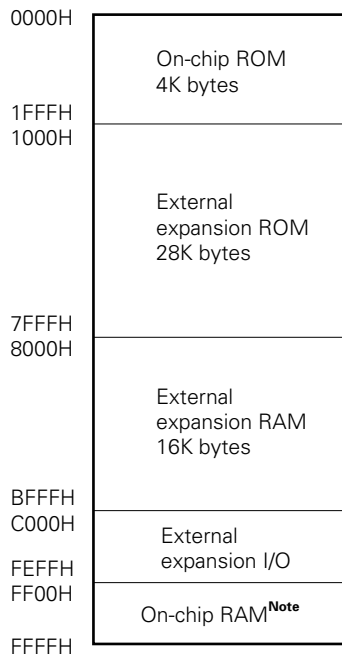 0000H
On-chip ROM
4K bytes
1FFFH
1000H
External
expansion ROM
28K bytes
7FFFH
8000H
External
expansion RAM
16K bytes
BFFFH
C000H
External
expansion I/O
FEFFH
FF00H
On-chip RAMNote
FFFFH